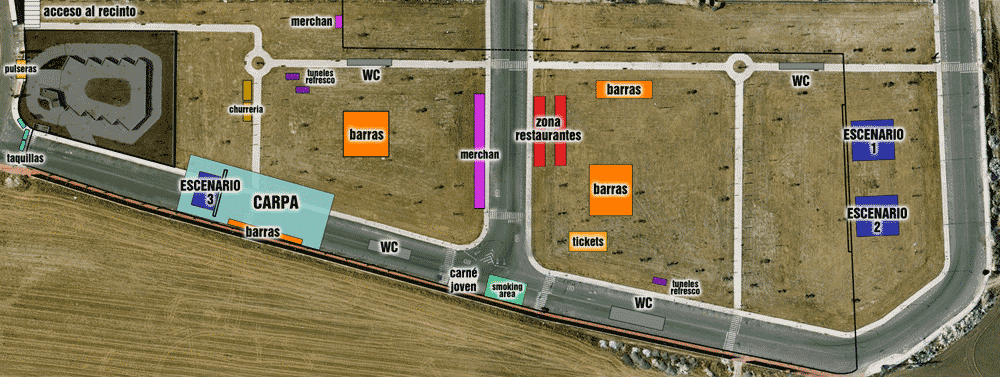 acceso al recinto
merchan
pulseras
WC
tuneles
refresco
WC
churreria
barras
barras
zona
restaurantes
merchan
ESCENARIO
1
taquillas
ESCENARIO
3
CARPA
barras
ESCENARIO
2
barras
tickets
WC
carné
joven
smoking
area
tuneles
refresco
WC